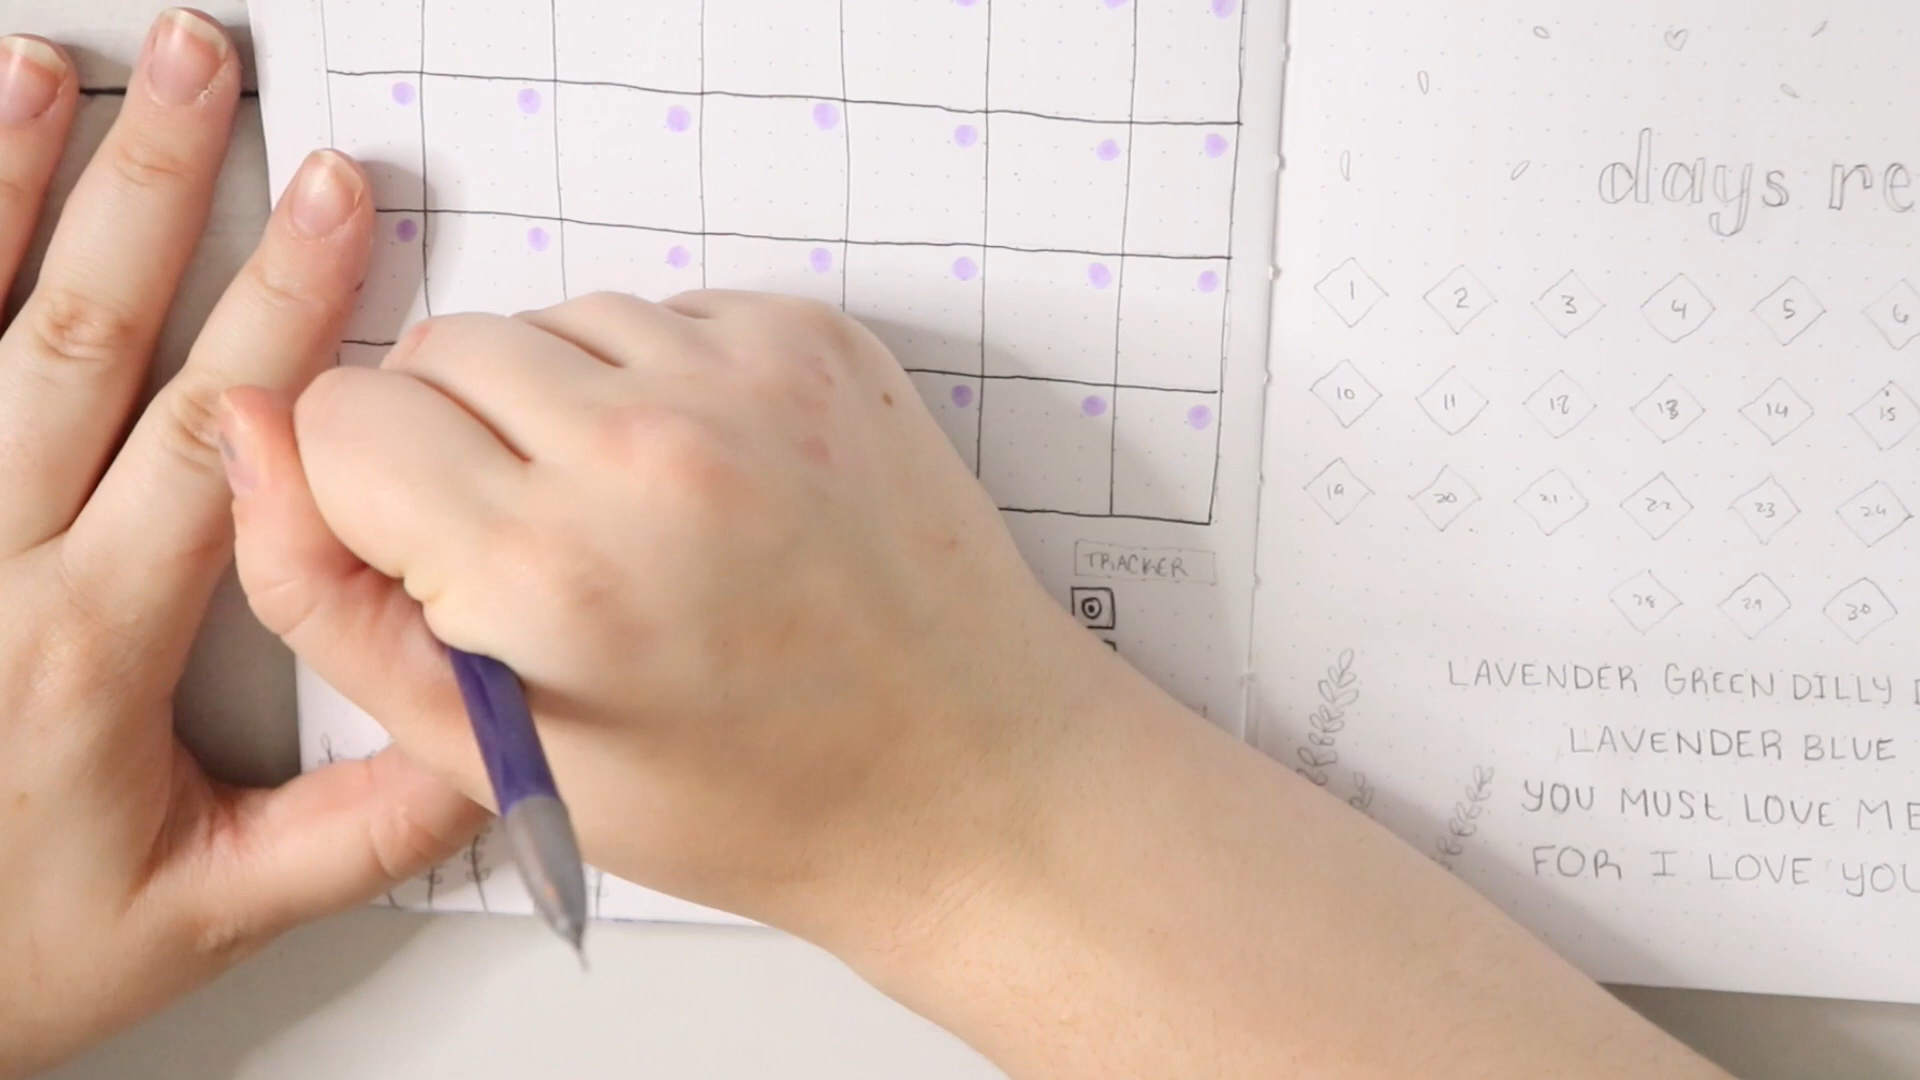 TRACKER
days re
1 2 3 4 5 6
10 11 12 13 14 15
19 20 21 22 23 24
28 29 30
LAVENDER GREEN DILLY
LAVENDER BLUE
YOU MUST LOVE ME
FOR I LOVE YOU